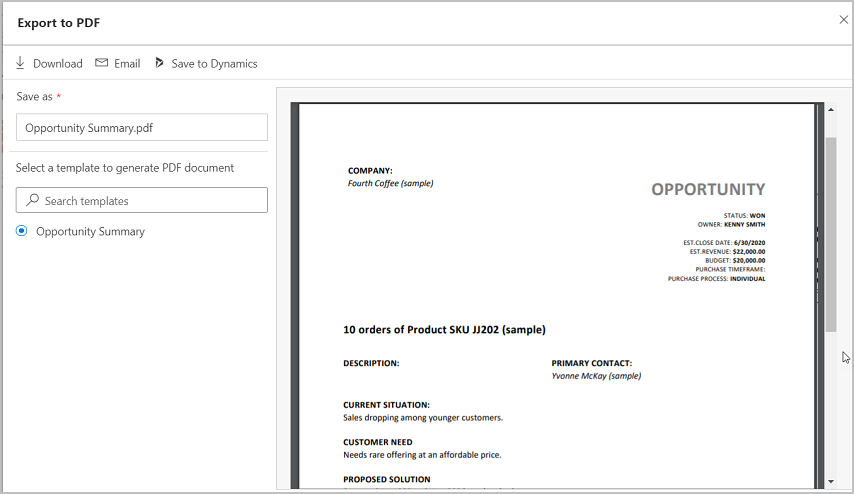 Export to PDF
Download Email Save to Dynamics
Save as *
Opportunity Summary.pdf
Select a template to generate PDF document
Search templates
Opportunity Summary
COMPANY:
Fourth Coffee (sample)
OPPORTUNITY
STATUS: WON
OWNER: KENNY SMITH
EST.CLOSE DATE: 6/30/2020
EST.REVENUE: $22,000.00
BUDGET: $20,000.00
PURCHASE TIMEFRAME:
PURCHASE PROCESS: INDIVIDUAL
10 orders of Product SKU JJ202 (sample)
DESCRIPTION:
PRIMARY CONTACT:
Yvonne McKay (sample)
CURRENT SITUATION:
Sales dropping among younger customers.
CUSTOMER NEED
Needs rare offering at an affordable price.
PROPOSED SOLUTION